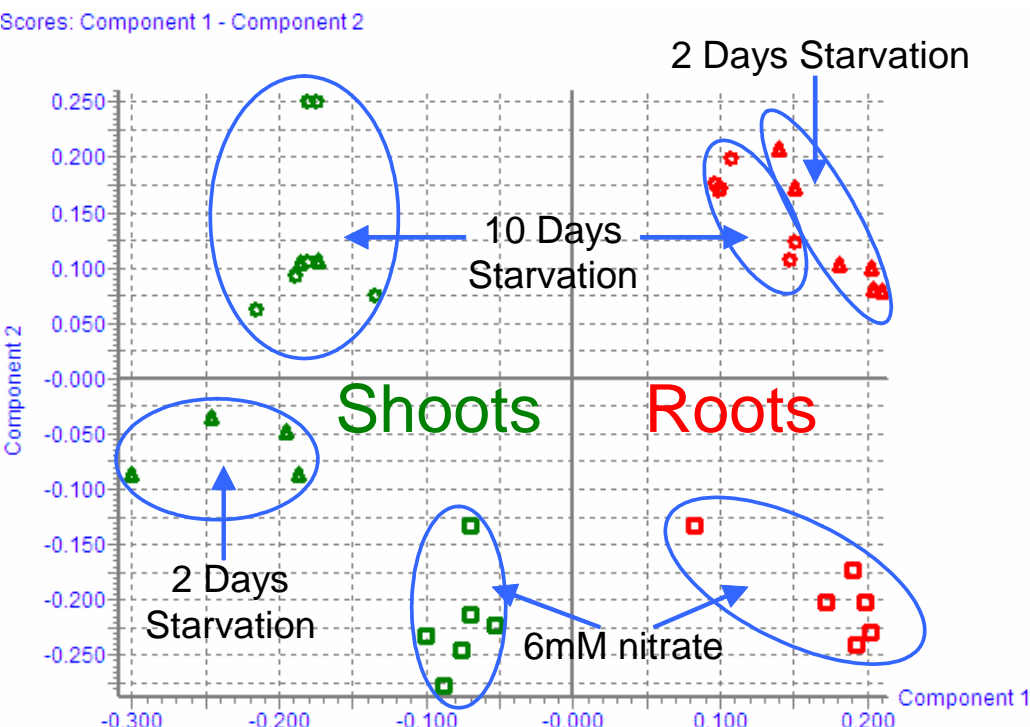 Scores: Component 1 - Component 2
2 Days Starvation
0.250
0.200
0.150
0.100
0.050
-0.000
-0.050
-0.100
-0.150
-0.200
-0.250
Component 2
10 Days
Starvation
Shoots
Roots
2 Days
Starvation
6mM nitrate
Component 1
-0.300
-0.200
-0.100
-0.000
0.100
0.200